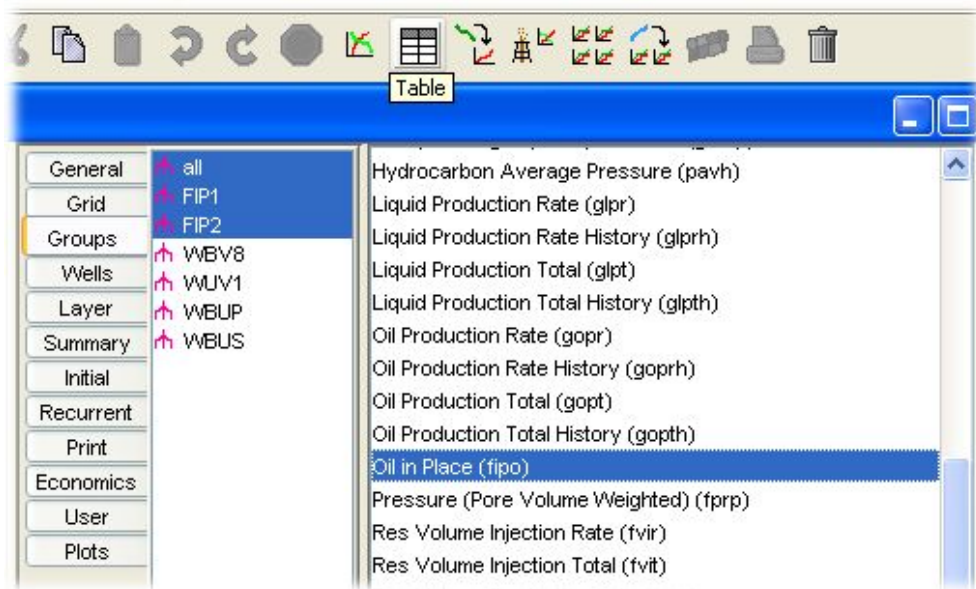 Table
General
Grid
Groups
Wells
Layer
Summary
Initial
Recurrent
Print
Economics
User
Plots
all
FIP1
FIP2
WBV8
WUV1
WBUP
WBUS
Hydrocarbon Average Pressure (pavh)
Liquid Production Rate (glpr)
Liquid Production Rate History (glprh)
Liquid Production Total (glpt)
Liquid Production Total History (glpth)
Oil Production Rate (gopr)
Oil Production Rate History (goprh)
Oil Production Total (gopt)
Oil Production Total History (gopth)
Oil in Place (fipo)
Pressure (Pore Volume Weighted) (fprp)
Res Volume Injection Rate (fvir)
Res Volume Injection Total (fvit)